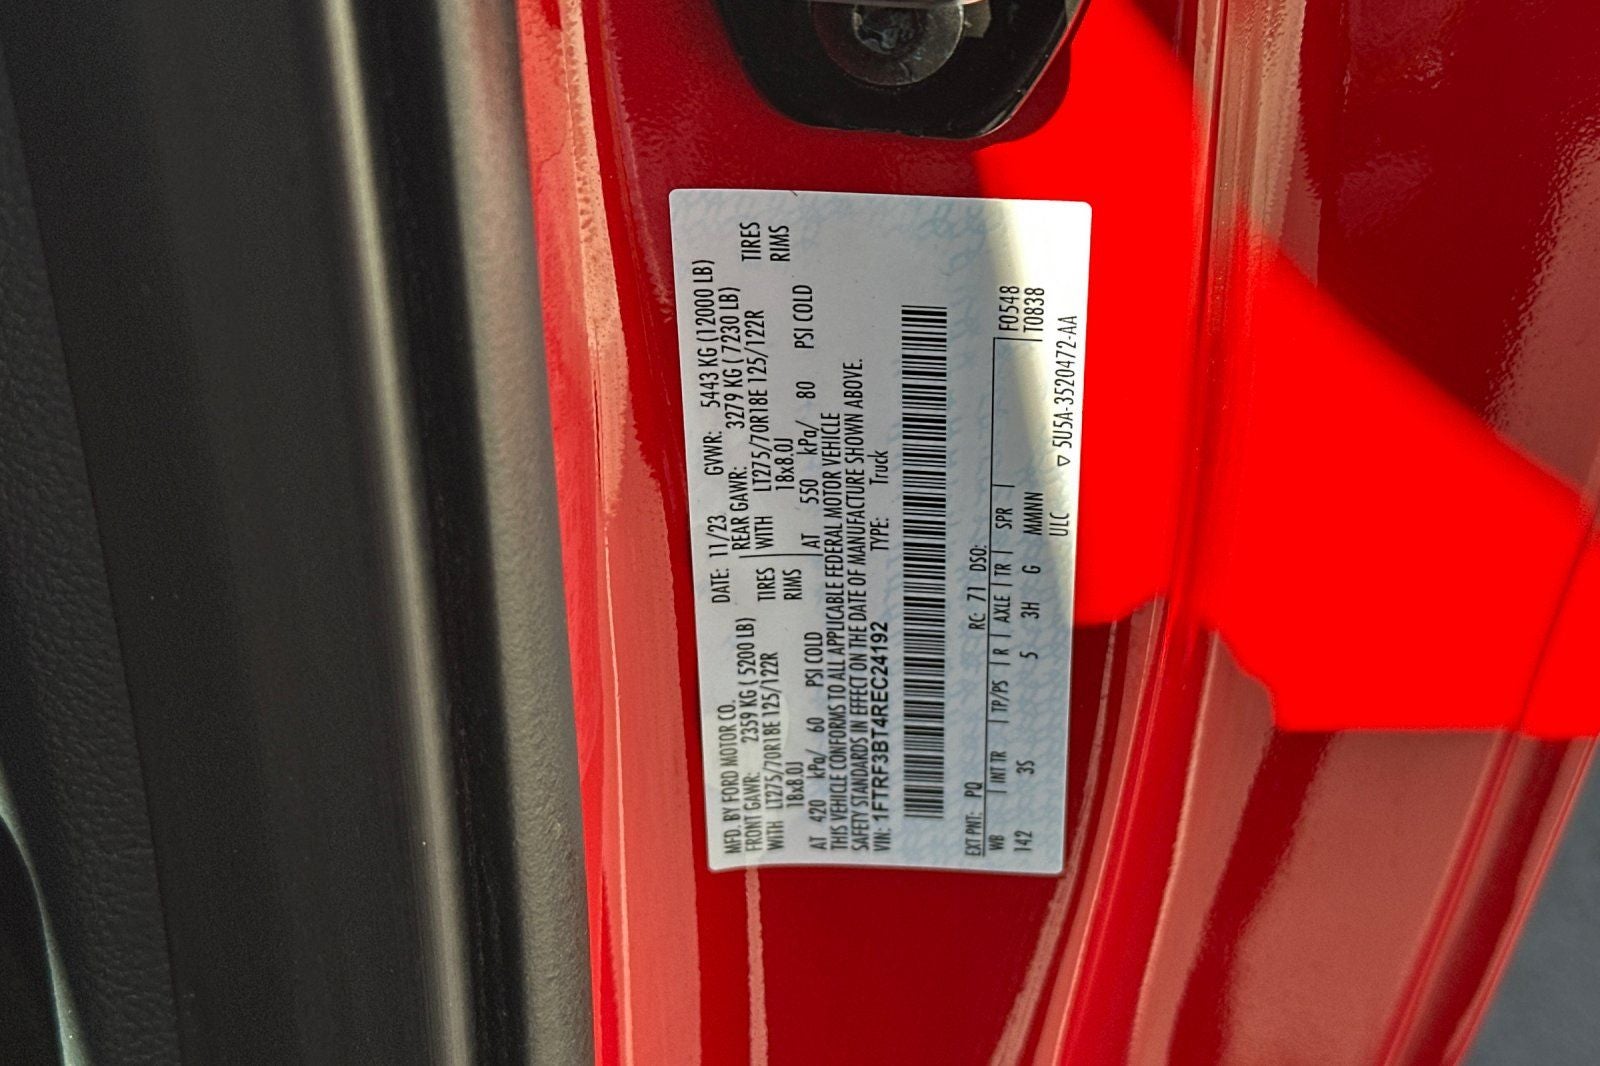 MFD. BY FORD MOTOR CO.
DATE: 11/23 GVWR: 5443 KG (12000 LB)
FRONT GAWR: 2359 KG ( 5200 LB) REAR GAWR: 3279 KG ( 7230 LB)
WITH LT275/70R18E 125/122R TIRES WITH LT275/70R18E 125/122R TIRES
18x8.0J RIMS 18x8.0J RIMS
AT 420 kPa/ 60 PSI COLD AT 550 kPa/ 80 PSI COLD
THIS VEHICLE CONFORMS TO ALL APPLICABLE FEDERAL MOTOR VEHICLE
SAFETY STANDARDS IN EFFECT ON THE DATE OF MANUFACTURE SHOWN ABOVE.
VIN: 1FTRF3BT4REC24192 TYPE: Truck
EXT PNT: PQ RC: 71 DSO: F0548
WB INT TR TP/PS R AXLE TR SPR T0838
142 3S 5 3H G MMNN
ULC ▽ 5U5A-3520472-AA